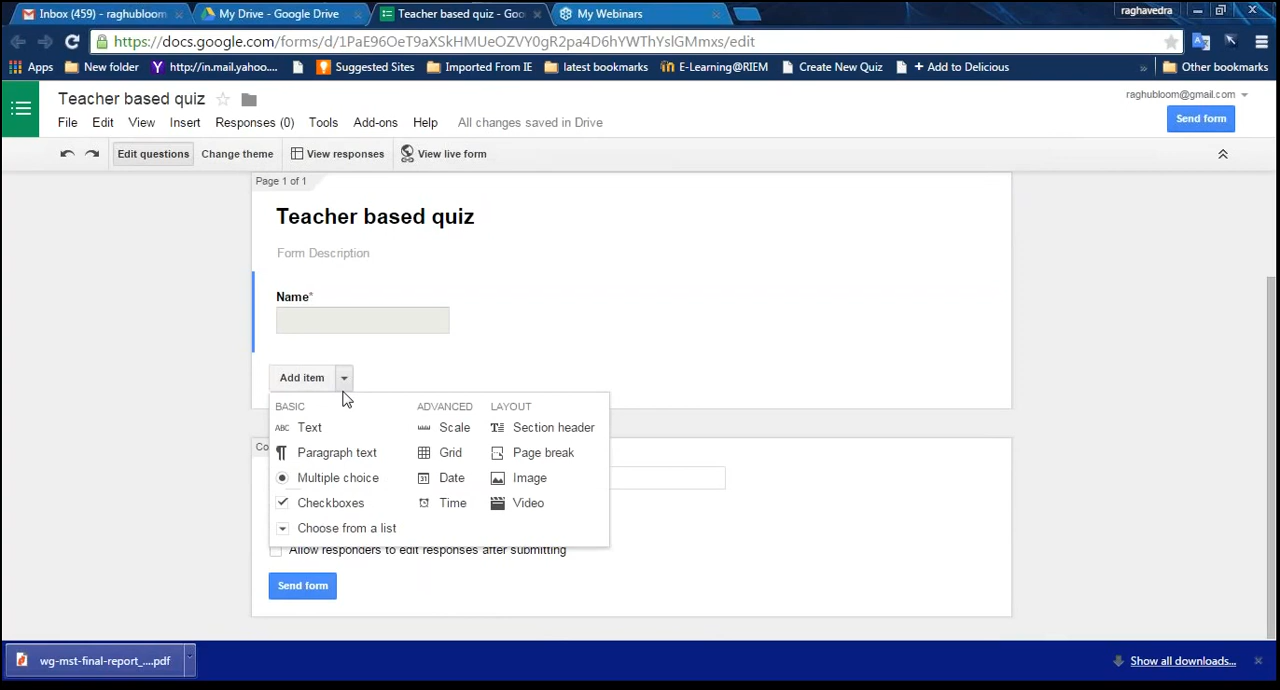 Inbox (459) - raghubloom
My Drive - Google Drive
Teacher based quiz - Goo
My Webinars
raghavedra
https://docs.google.com/forms/d/1PaE96OeT9aXSkHMUeOZVY0gR2pa4D6hYWThYslGMmxs/edit
Apps
New folder
http://in.mail.yahoo....
Suggested Sites
Imported From IE
latest bookmarks
E-Learning@RIEM
Create New Quiz
+ Add to Delicious
»
Other bookmarks
Teacher based quiz
raghubloom@gmail.com
File Edit View Insert Responses (0) Tools Add-ons Help All changes saved in Drive
Send form
Edit questions Change theme View responses View live form
Page 1 of 1
Teacher based quiz
Form Description
Name*
Add item
BASIC ADVANCED LAYOUT
ABC Text Scale Section header
Paragraph text Grid Page break
Co
Multiple choice 31 Date Image
Checkboxes Time Video
Choose from a list
Allow responders to edit responses after submitting
Send form
wg-mst-final-report_....pdf
Show all downloads...